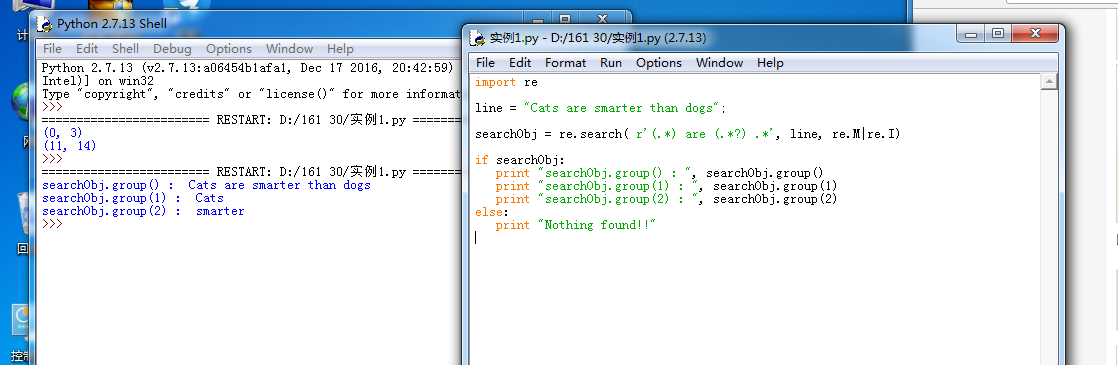 计
Python 2.7.13 Shell
File Edit Shell Debug Options Window Help
Python 2.7.13 (v2.7.13:a06454b1afa1, Dec 17 2016, 20:42:59)
Intel)] on win32
Type "copyright", "credits" or "license()" for more informat
>>>
======================== RESTART: D:/161 30/实例1.py =======
(0, 3)
(11, 14)
>>>
======================== RESTART: D:/161 30/实例1.py =======
searchObj.group() :  Cats are smarter than dogs
searchObj.group(1) :  Cats
searchObj.group(2) :  smarter
>>>
回
控制
实例1.py - D:/161 30/实例1.py (2.7.13)
File Edit Format Run Options Window Help
import re
line = "Cats are smarter than dogs";
searchObj = re.search( r'(.*) are (.*?) .*', line, re.M|re.I)
if searchObj:
   print "searchObj.group() : ", searchObj.group()
   print "searchObj.group(1) : ", searchObj.group(1)
   print "searchObj.group(2) : ", searchObj.group(2)
else:
   print "Nothing found!!"